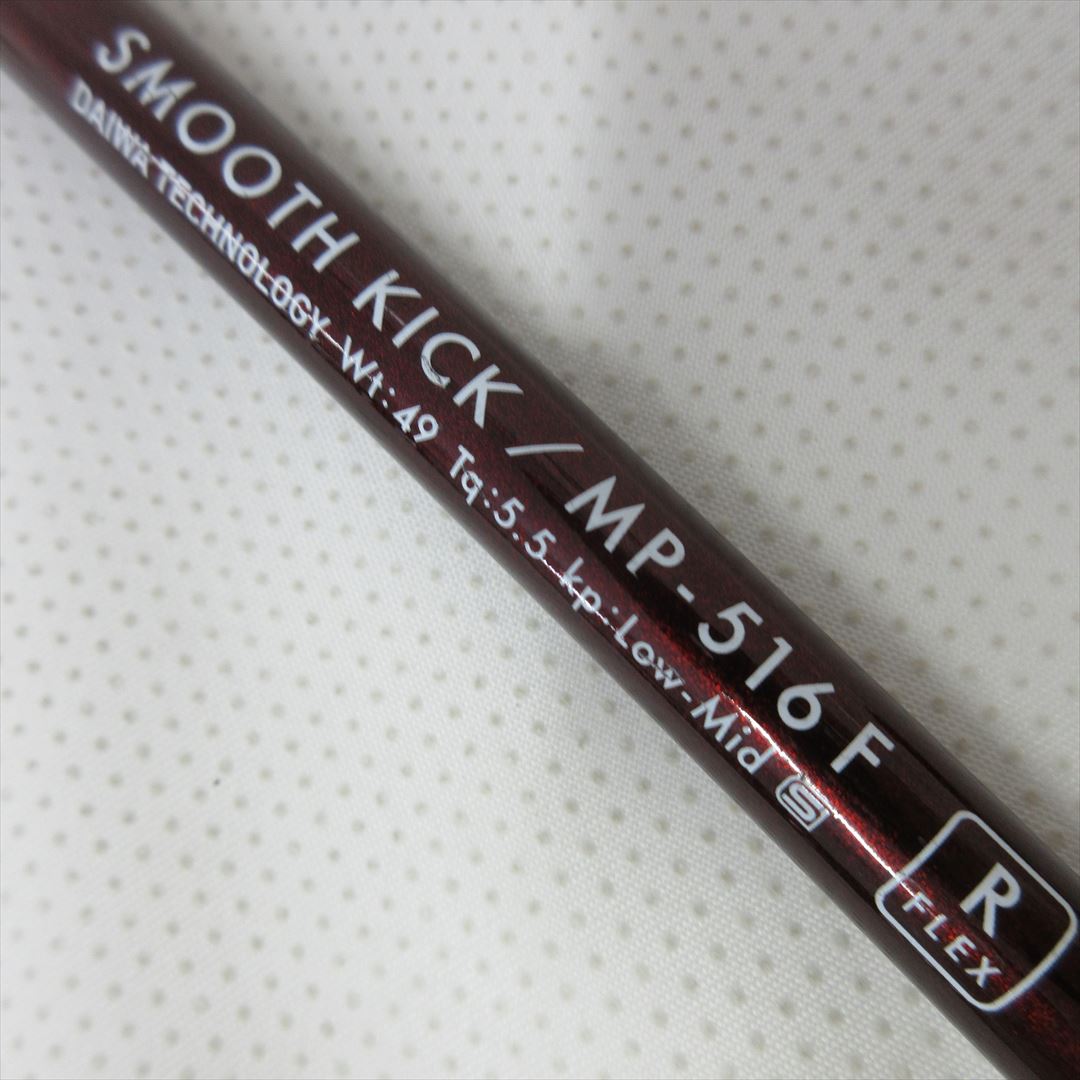 SMOOTH KICK / MP-516 F
DAIWA TECHNOLOGY Wt:49 Tq:5.5 kp:Low-Mid S
R
FLEX